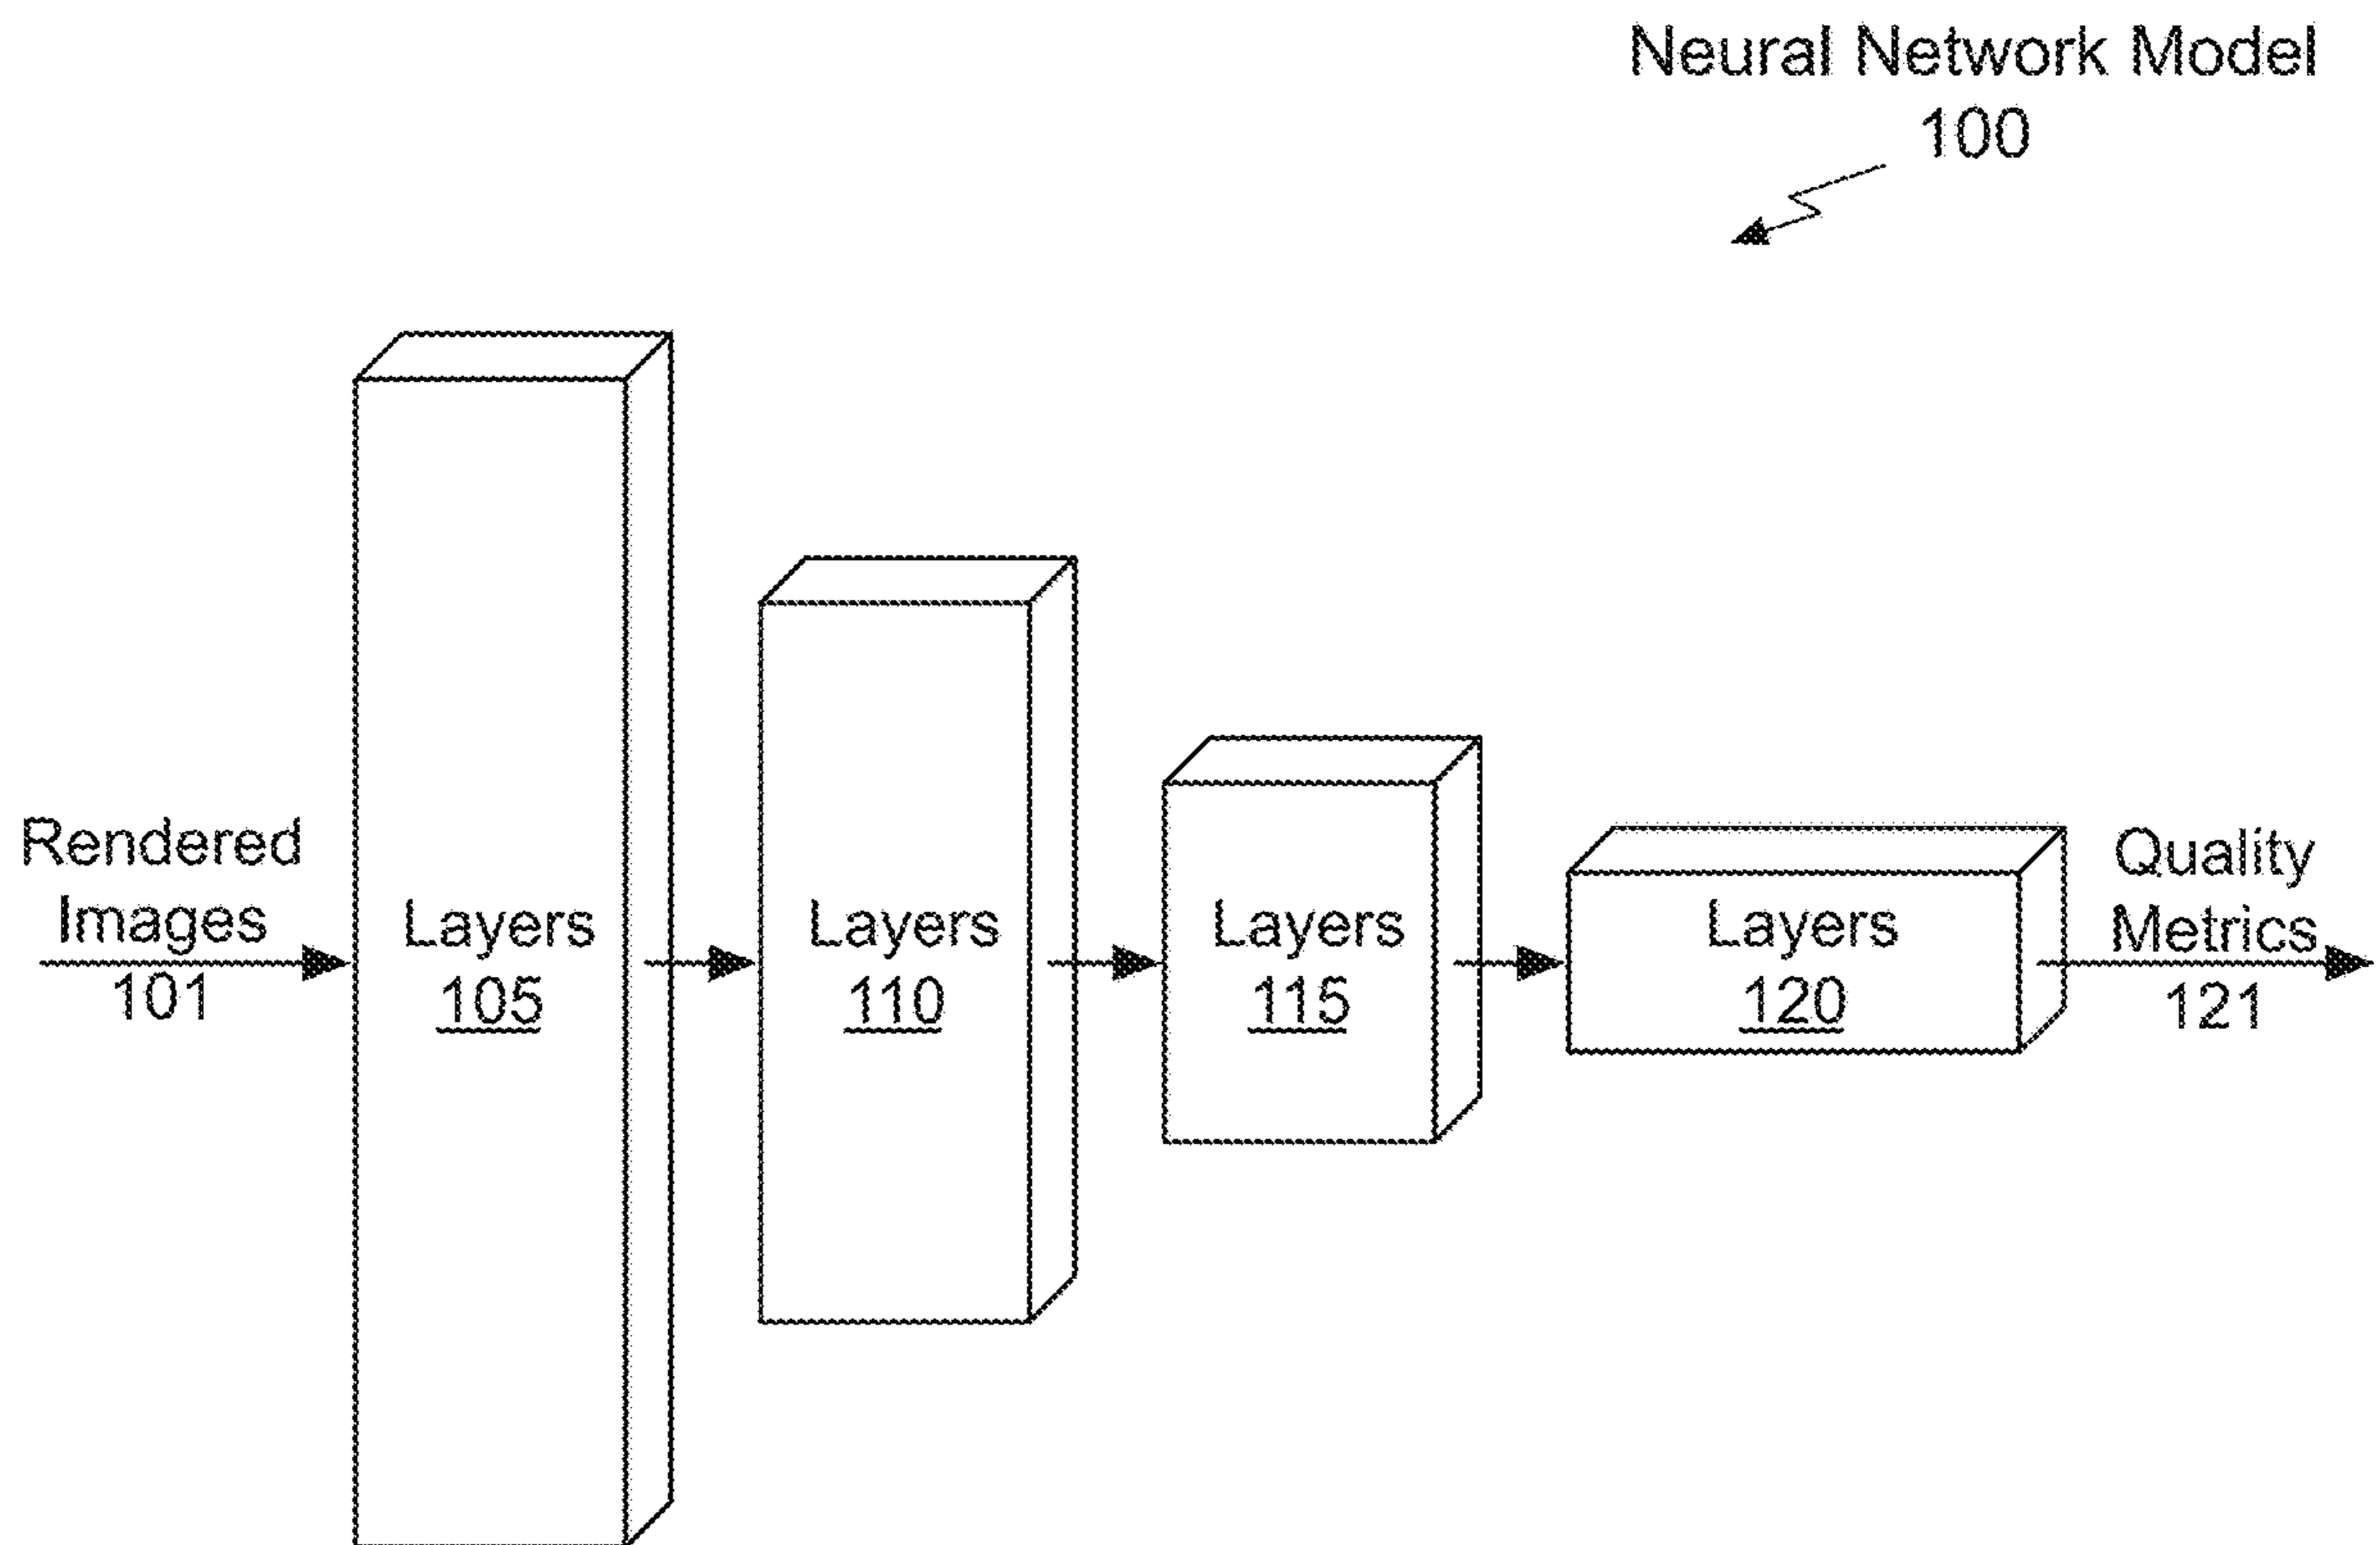 Neural Network Model
100
Rendered
Images
101
Layers
105
Layers
110
Layers
115
Layers
120
Quality
Metrics
121